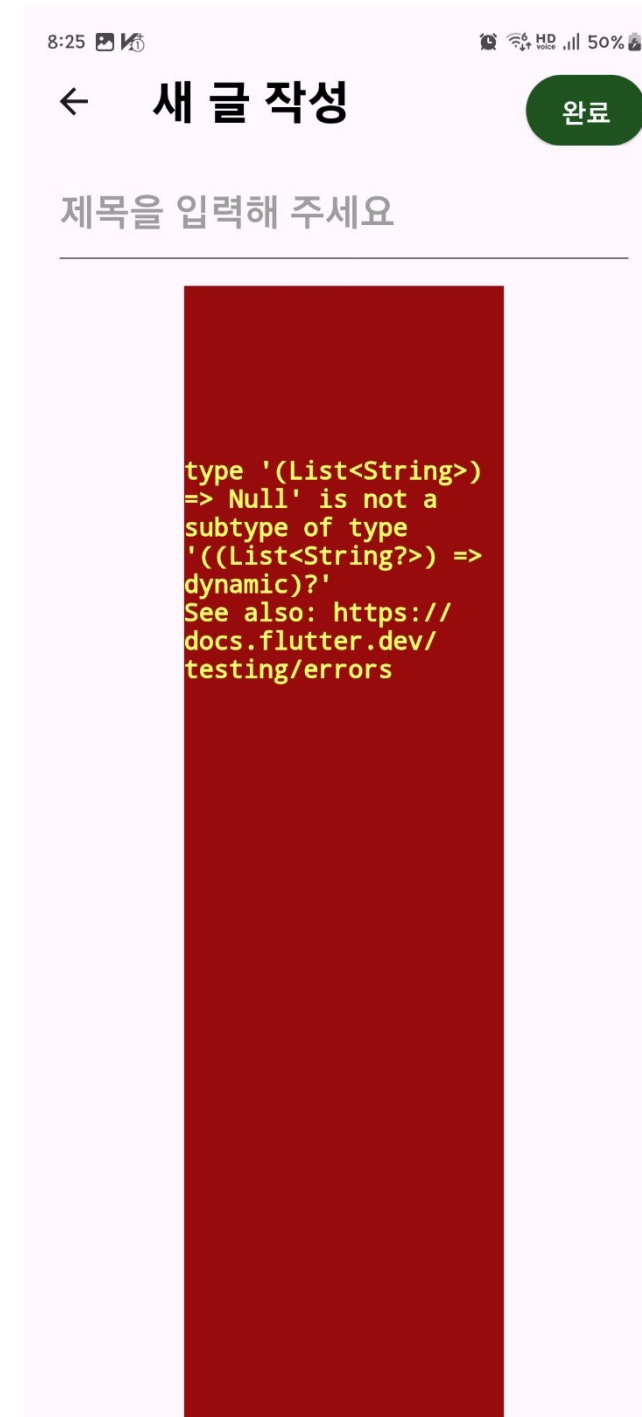 8:25
HD voice 50%
새 글 작성
완료
제목을 입력해 주세요
type '(List<String>)
=> Null' is not a
subtype of type
'((List<String?>) =>
dynamic)?'
See also: https://
docs.flutter.dev/
testing/errors